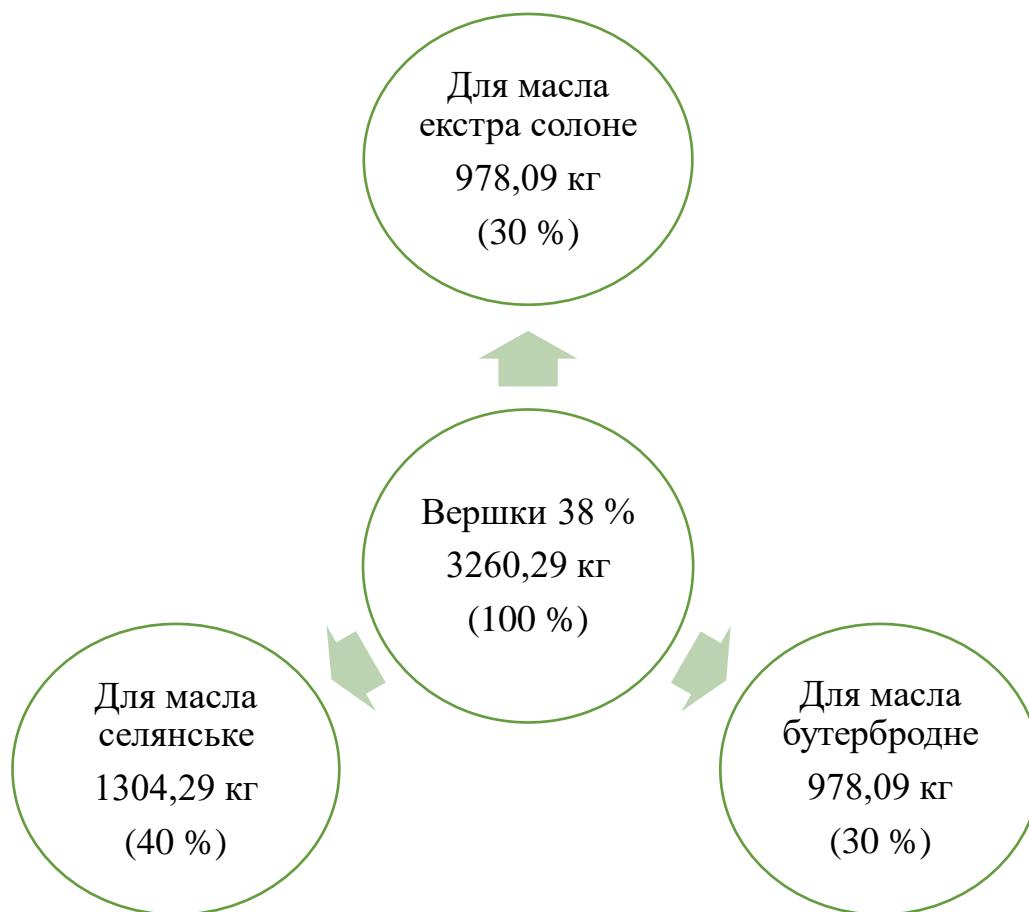 Для масла
екстра солоне
978,09 кг
(30 %)
Вершки 38 %
3260,29 кг
(100 %)
Для масла
селянське
1304,29 кг
(40 %)
Для масла
бутербродне
978,09 кг
(30 %)